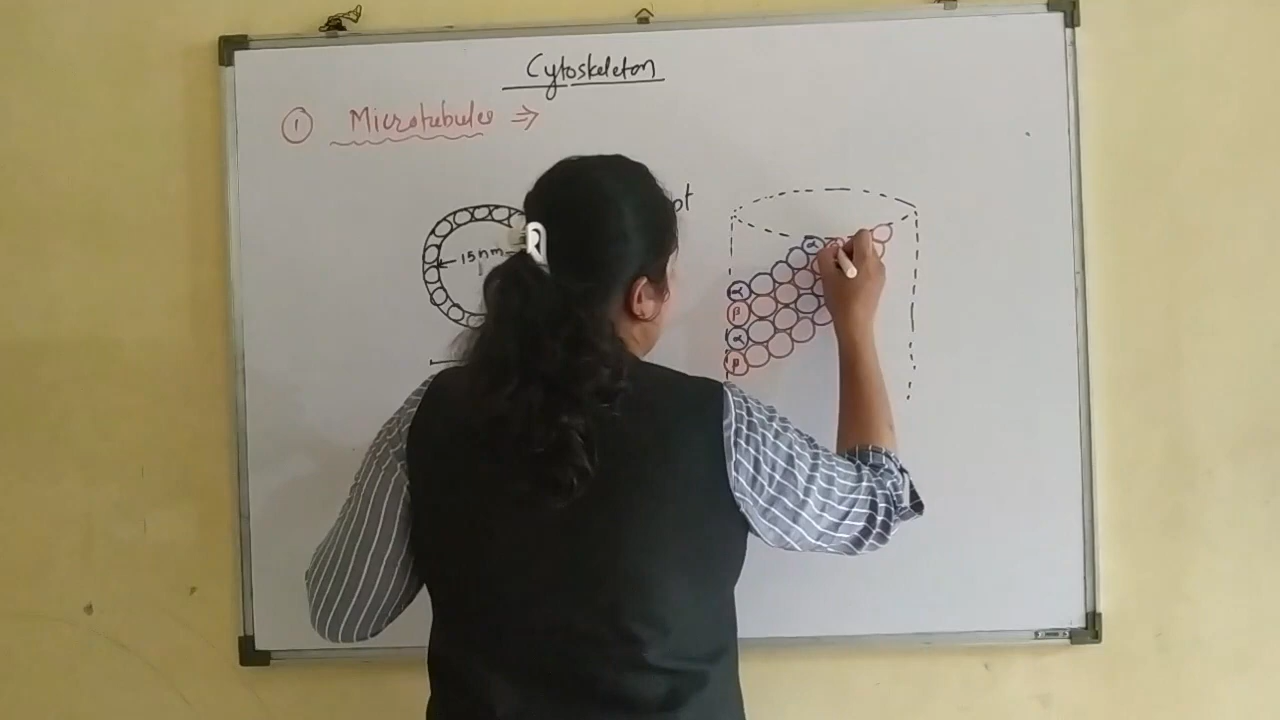 Cytoskeleton
① Microtubules ⇒
15nm
α
α
β
α
β